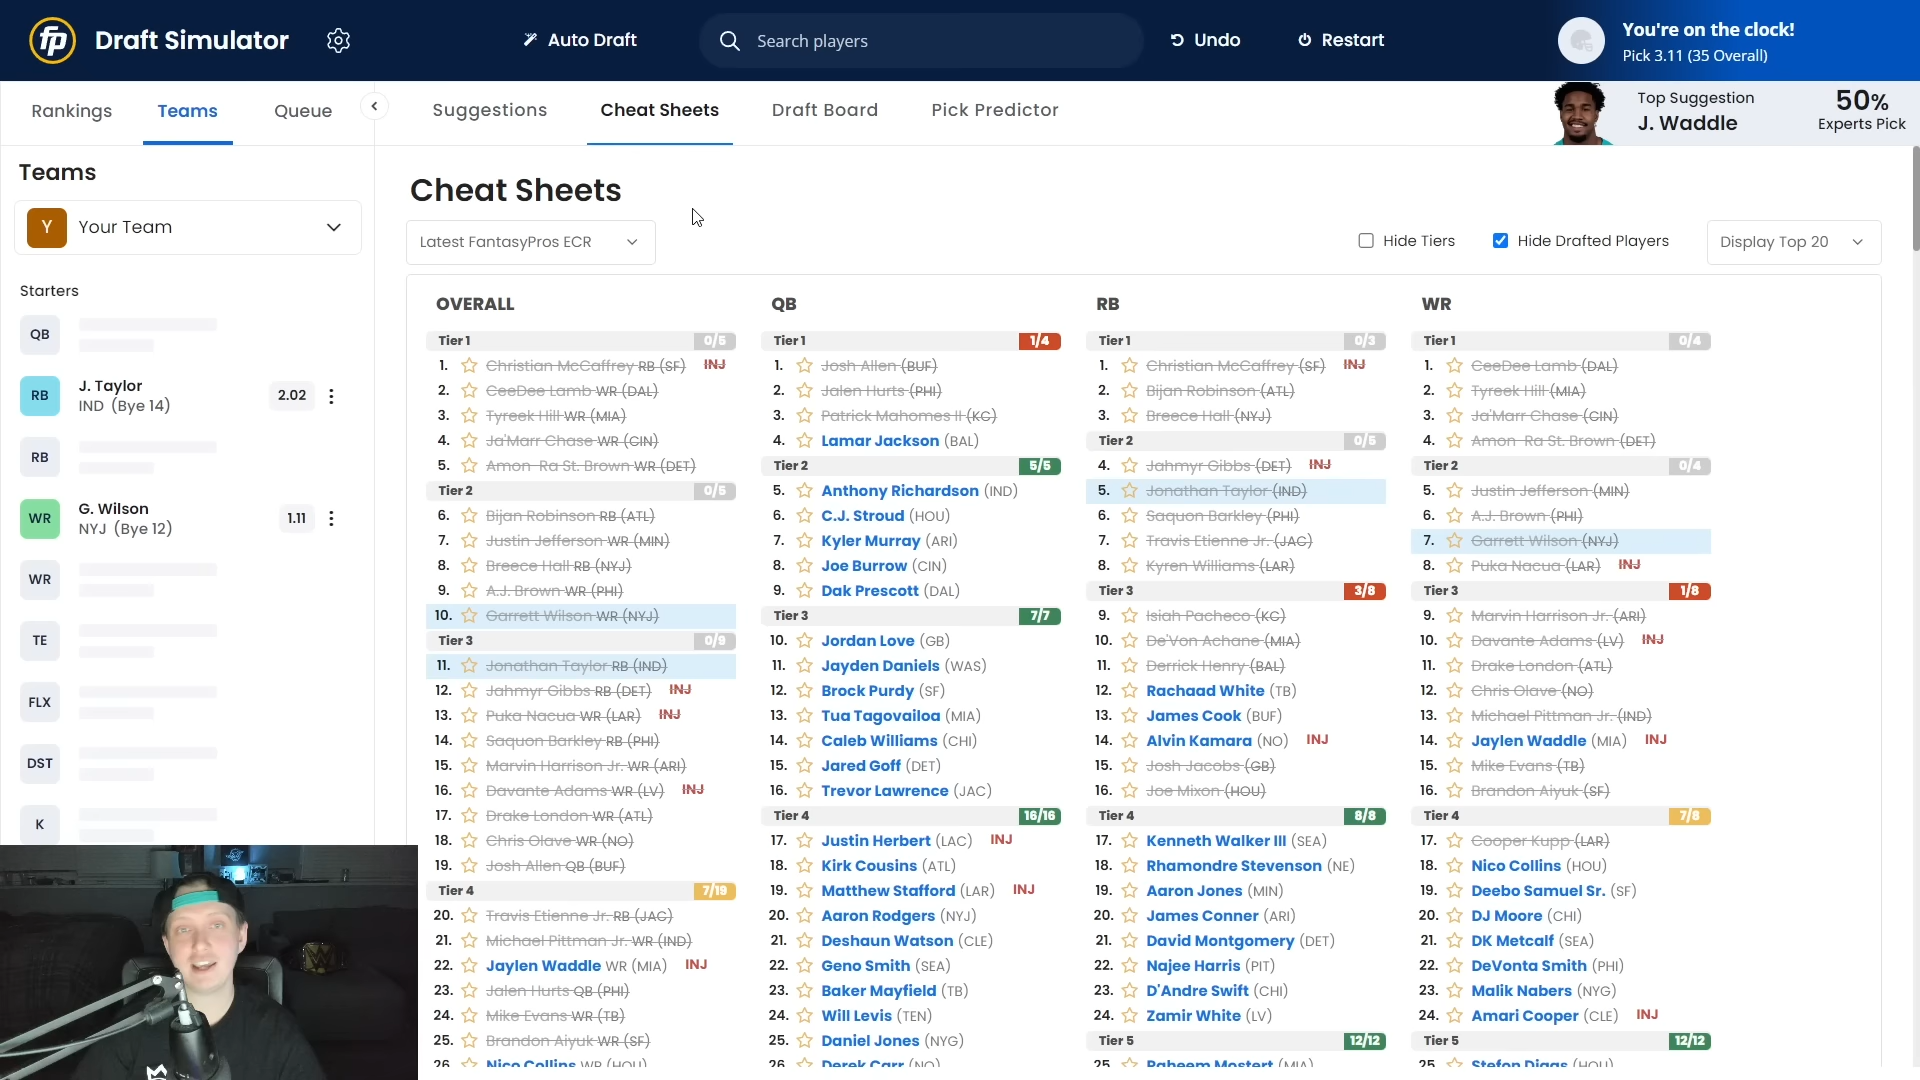 fp Draft Simulator
Auto Draft
Search players
Undo
Restart
You're on the clock!
Pick 3.11 (35 Overall)
Rankings
Teams
Queue
Suggestions
Cheat Sheets
Draft Board
Pick Predictor
Top Suggestion
J. Waddle
50%
Experts Pick
Teams
Y Your Team
Starters
QB
RB
J. Taylor
IND (Bye 14)
2.02
RB
WR
G. Wilson
NYJ (Bye 12)
1.11
WR
TE
FLX
DST
K
Cheat Sheets
Latest FantasyPros ECR
Hide Tiers
Hide Drafted Players
Display Top 20
OVERALL
Tier 1 0/5
1. Christian McCaffrey RB (SF) INJ
2. CeeDee Lamb WR (DAL)
3. Tyreek Hill WR (MIA)
4. Ja'Marr Chase WR (CIN)
5. Amon-Ra St. Brown WR (DET)
Tier 2 0/5
6. Bijan Robinson RB (ATL)
7. Justin Jefferson WR (MIN)
8. Breece Hall RB (NYJ)
9. A.J. Brown WR (PHI)
10. Garrett Wilson WR (NYJ)
Tier 3 0/9
11. Jonathan Taylor RB (IND)
12. Jahmyr Gibbs RB (DET) INJ
13. Puka Nacua WR (LAR) INJ
14. Saquon Barkley RB (PHI)
15. Marvin Harrison Jr. WR (ARI)
16. Davante Adams WR (LV) INJ
17. Drake London WR (ATL)
18. Chris Olave WR (NO)
19. Josh Allen QB (BUF)
Tier 4 7/19
20. Travis Etienne Jr. RB (JAC)
21. Michael Pittman Jr. WR (IND)
22. Jaylen Waddle WR (MIA) INJ
23. Jalen Hurts QB (PHI)
24. Mike Evans WR (TB)
25. Brandon Aiyuk WR (SF)
26. Nico Collins WR (HOU)
QB
Tier 1 1/4
1. Josh Allen (BUF)
2. Jalen Hurts (PHI)
3. Patrick Mahomes II (KC)
4. Lamar Jackson (BAL)
Tier 2 5/5
5. Anthony Richardson (IND)
6. C.J. Stroud (HOU)
7. Kyler Murray (ARI)
8. Joe Burrow (CIN)
9. Dak Prescott (DAL)
Tier 3 7/7
10. Jordan Love (GB)
11. Jayden Daniels (WAS)
12. Brock Purdy (SF)
13. Tua Tagovailoa (MIA)
14. Caleb Williams (CHI)
15. Jared Goff (DET)
16. Trevor Lawrence (JAC)
Tier 4 16/16
17. Justin Herbert (LAC) INJ
18. Kirk Cousins (ATL)
19. Matthew Stafford (LAR) INJ
20. Aaron Rodgers (NYJ)
21. Deshaun Watson (CLE)
22. Geno Smith (SEA)
23. Baker Mayfield (TB)
24. Will Levis (TEN)
25. Daniel Jones (NYG)
26. Derek Carr (NO)
RB
Tier 1 0/3
1. Christian McCaffrey (SF) INJ
2. Bijan Robinson (ATL)
3. Breece Hall (NYJ)
Tier 2 0/5
4. Jahmyr Gibbs (DET) INJ
5. Jonathan Taylor (IND)
6. Saquon Barkley (PHI)
7. Travis Etienne Jr. (JAC)
8. Kyren Williams (LAR)
Tier 3 3/8
9. Isiah Pacheco (KC)
10. De'Von Achane (MIA)
11. Derrick Henry (BAL)
12. Rachaad White (TB)
13. James Cook (BUF)
14. Alvin Kamara (NO) INJ
15. Josh Jacobs (GB)
16. Joe Mixon (HOU)
Tier 4 8/8
17. Kenneth Walker III (SEA)
18. Rhamondre Stevenson (NE)
19. Aaron Jones (MIN)
20. James Conner (ARI)
21. David Montgomery (DET)
22. Najee Harris (PIT)
23. D'Andre Swift (CHI)
24. Zamir White (LV)
Tier 5 12/12
25. Raheem Mostert (MIA)
WR
Tier 1 0/4
1. CeeDee Lamb (DAL)
2. Tyreek Hill (MIA)
3. Ja'Marr Chase (CIN)
4. Amon-Ra St. Brown (DET)
Tier 2 0/4
5. Justin Jefferson (MIN)
6. A.J. Brown (PHI)
7. Garrett Wilson (NYJ)
8. Puka Nacua (LAR) INJ
Tier 3 1/8
9. Marvin Harrison Jr. (ARI)
10. Davante Adams (LV) INJ
11. Drake London (ATL)
12. Chris Olave (NO)
13. Michael Pittman Jr. (IND)
14. Jaylen Waddle (MIA) INJ
15. Mike Evans (TB)
16. Brandon Aiyuk (SF)
Tier 4 7/8
17. Cooper Kupp (LAR)
18. Nico Collins (HOU)
19. Deebo Samuel Sr. (SF)
20. DJ Moore (CHI)
21. DK Metcalf (SEA)
22. DeVonta Smith (PHI)
23. Malik Nabers (NYG)
24. Amari Cooper (CLE) INJ
Tier 5 12/12
25. Stefon Diggs (HOU)